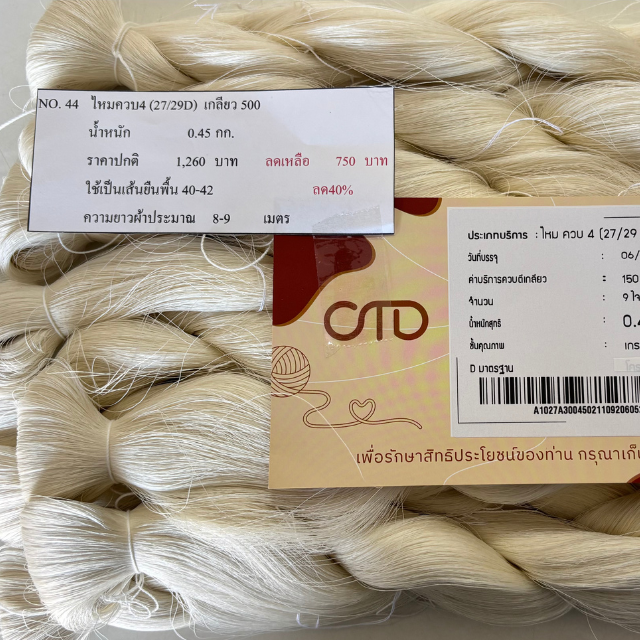 NO. 44 ไหมควบ4 (27/29D) เกลียว 500
น้ำหนัก 0.45 กก.
ราคาปกติ 1,260 บาท ลดเหลือ 750 บาท
ใช้เป็นเส้นยืนพื้น 40-42 ลด40%
ความยาวผ้าประมาณ 8-9 เมตร
CTD
ประเภทบริการ : ไหม ควบ 4 (27/29
วันที่บรรจุ : 06/
ค่าบริการควบตีเกลียว = 150
จำนวน : 9 ใจ
น้ำหนักสุทธิ : 0.4
ชั้นคุณภาพ : เกร
D มาตรฐาน
A1027A3004502110920605
เพื่อรักษาสิทธิประโยชน์ของท่าน กรุณาเก็บ